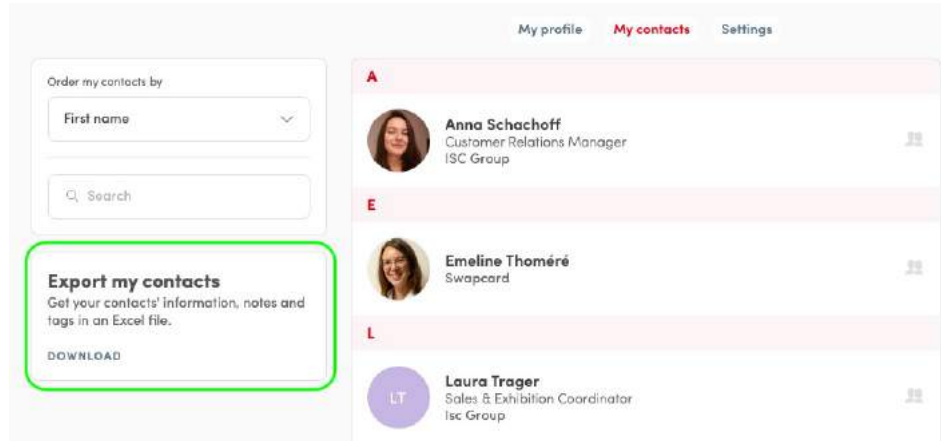 My profile My contacts Settings
Order my contacts by
First name
Search
Export my contacts
Get your contacts' information, notes and
tags in an Excel file.
DOWNLOAD
A
Anna Schachoff
Customer Relations Manager
ISC Group
E
Emeline Thoméré
Swapcard
L
LT
Laura Trager
Sales & Exhibition Coordinator
Isc Group